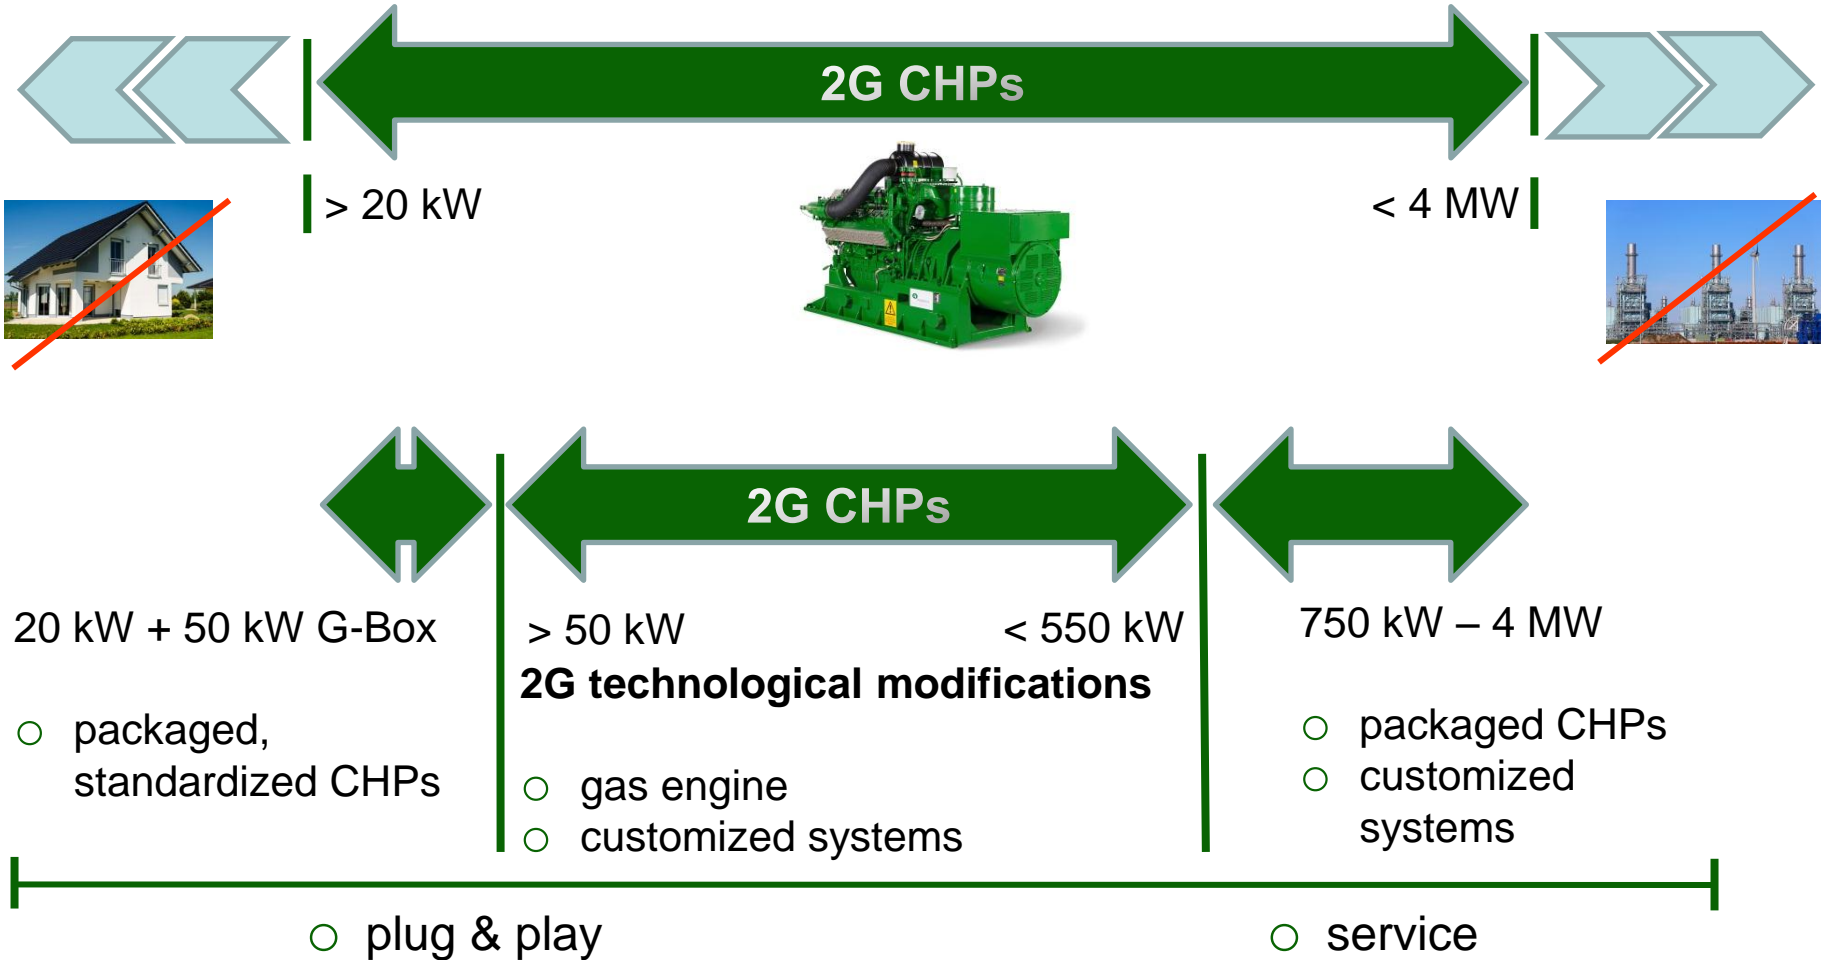 2G CHPs
> 20 kW
< 4 MW
2G CHPs
20 kW + 50 kW G-Box
○ packaged,
standardized CHPs
> 50 kW
< 550 kW
2G technological modifications
○ gas engine
○ customized systems
750 kW – 4 MW
○ packaged CHPs
○ customized
systems
○ plug & play
○ service